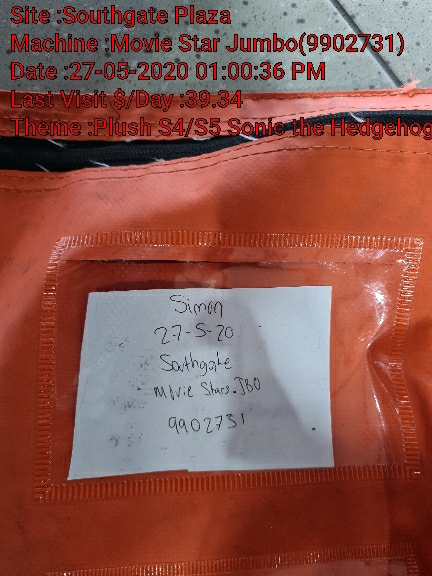 Site :Southgate Plaza
Machine :Movie Star Jumbo(9902731)
Date :27-05-2020 01:00:36 PM
Last Visit $/Day :39.34
Theme :Plush S4/S5 Sonic the Hedgehog
Simon
27-5-20
Southgate
Movie Stars.JBO
9902731